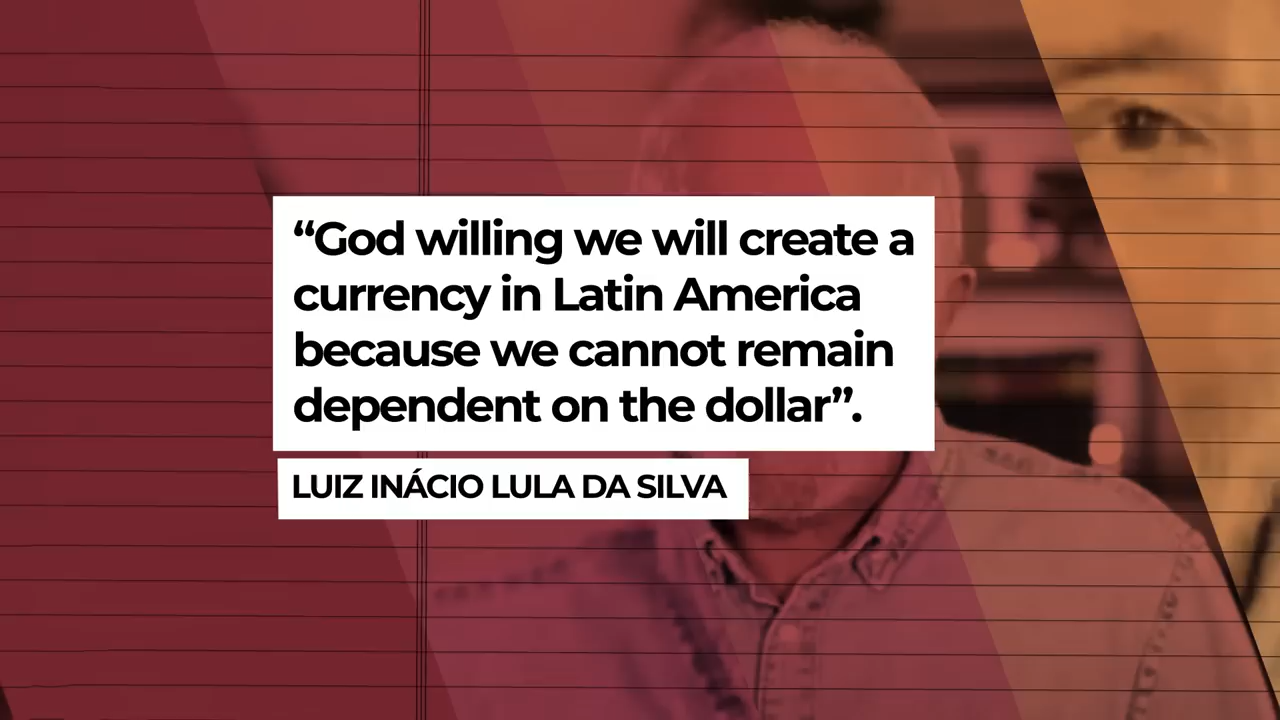 “God willing we will create a
currency in Latin America
because we cannot remain
dependent on the dollar”.
LUIZ INÁCIO LULA DA SILVA